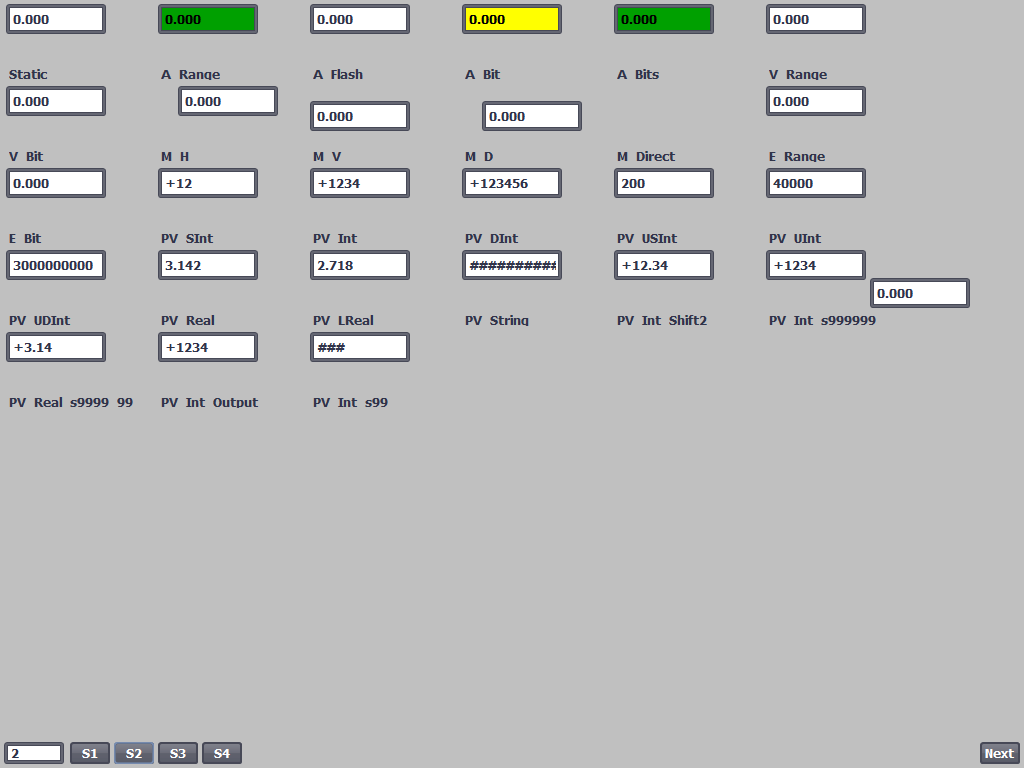 0.000 0.000 0.000 0.000 0.000 0.000
Static A Range A Flash A Bit A Bits V Range
0.000 0.000 0.000 0.000 0.000
V Bit M H M V M D M Direct E Range
0.000 +12 +1234 +123456 200 40000
E Bit PV SInt PV Int PV DInt PV USInt PV UInt
3000000000 3.142 2.718 ########## +12.34 +1234
0.000
PV UDInt PV Real PV LReal PV String PV Int Shift2 PV Int s999999
+3.14 +1234 ###
PV Real s9999 99 PV Int Output PV Int s99
2 S1 S2 S3 S4 Next